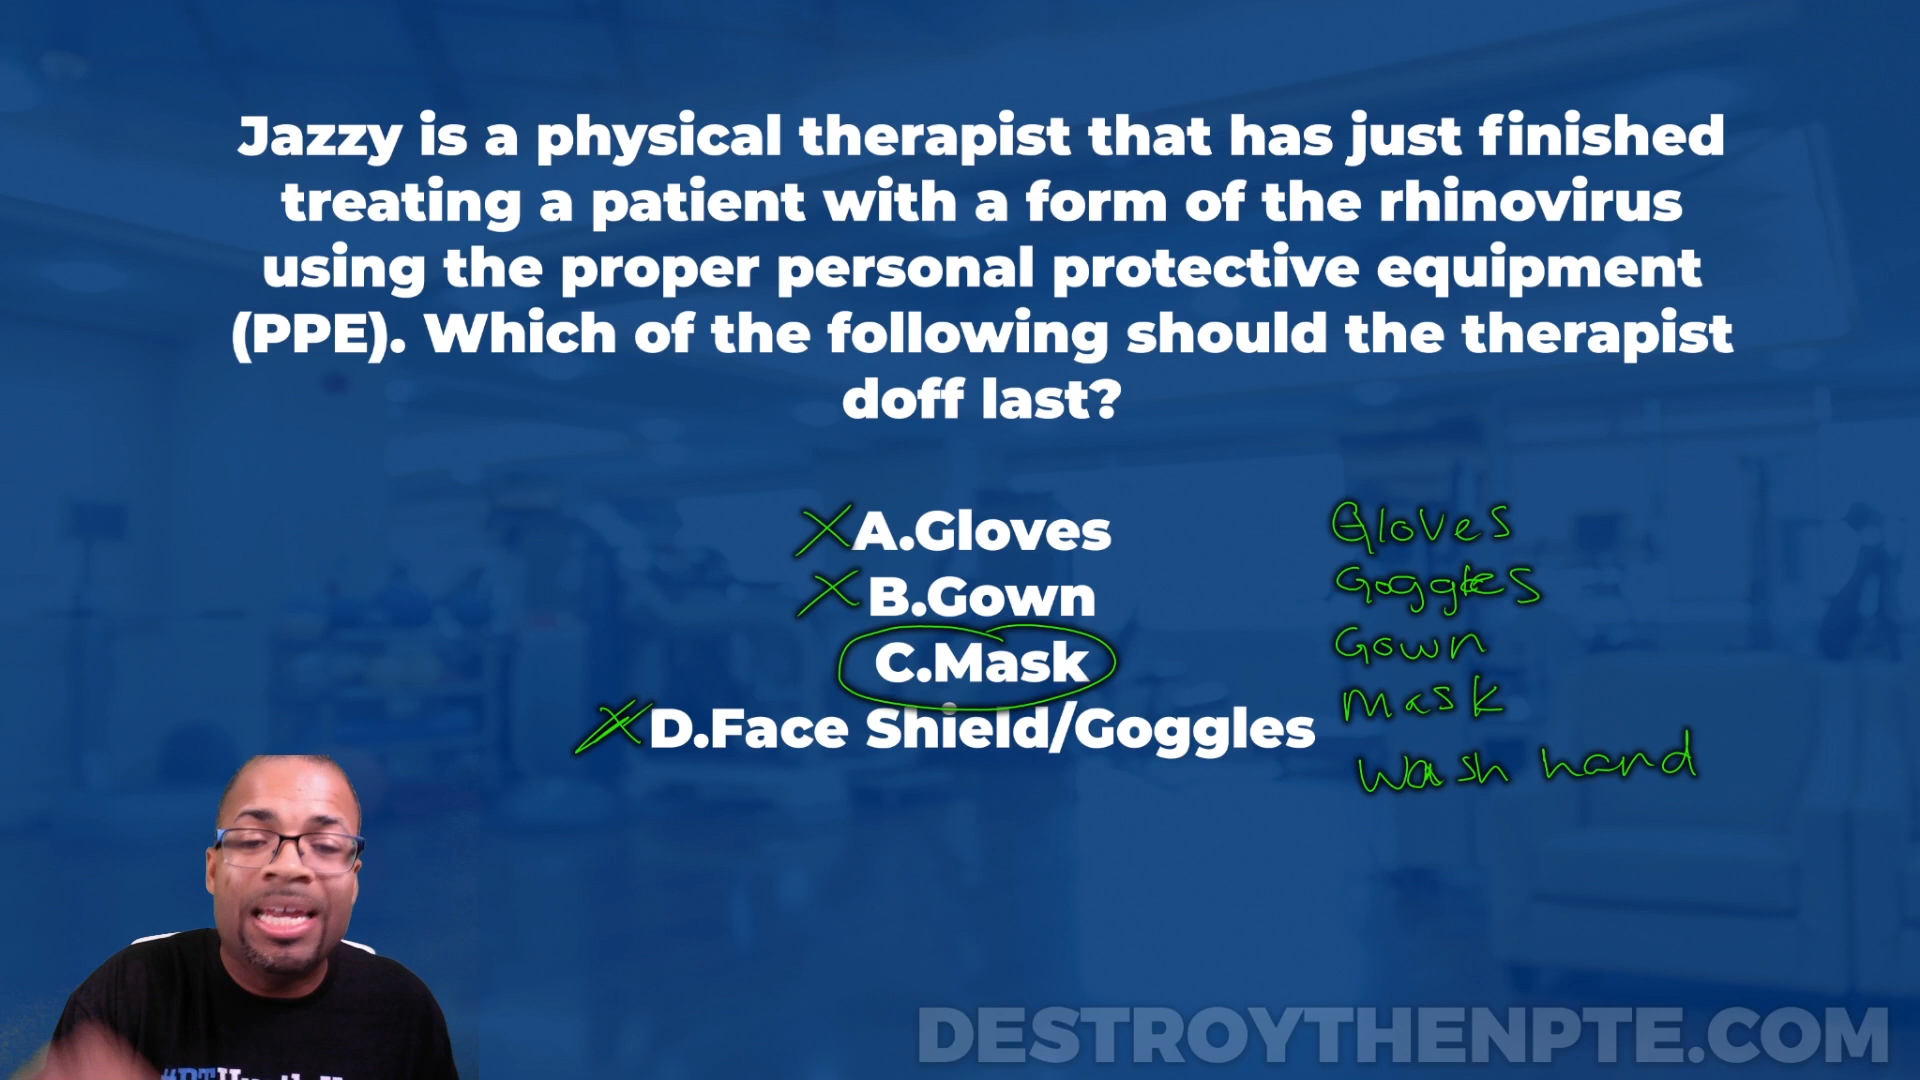 Jazzy is a physical therapist that has just finished
treating a patient with a form of the rhinovirus
using the proper personal protective equipment
(PPE). Which of the following should the therapist
doff last?
X A.Gloves
X B.Gown
C.Mask
X D.Face Shield/Goggles
Gloves
Goggles
Gown
Mask
Wash hand
DESTROYTHENPTE.COM